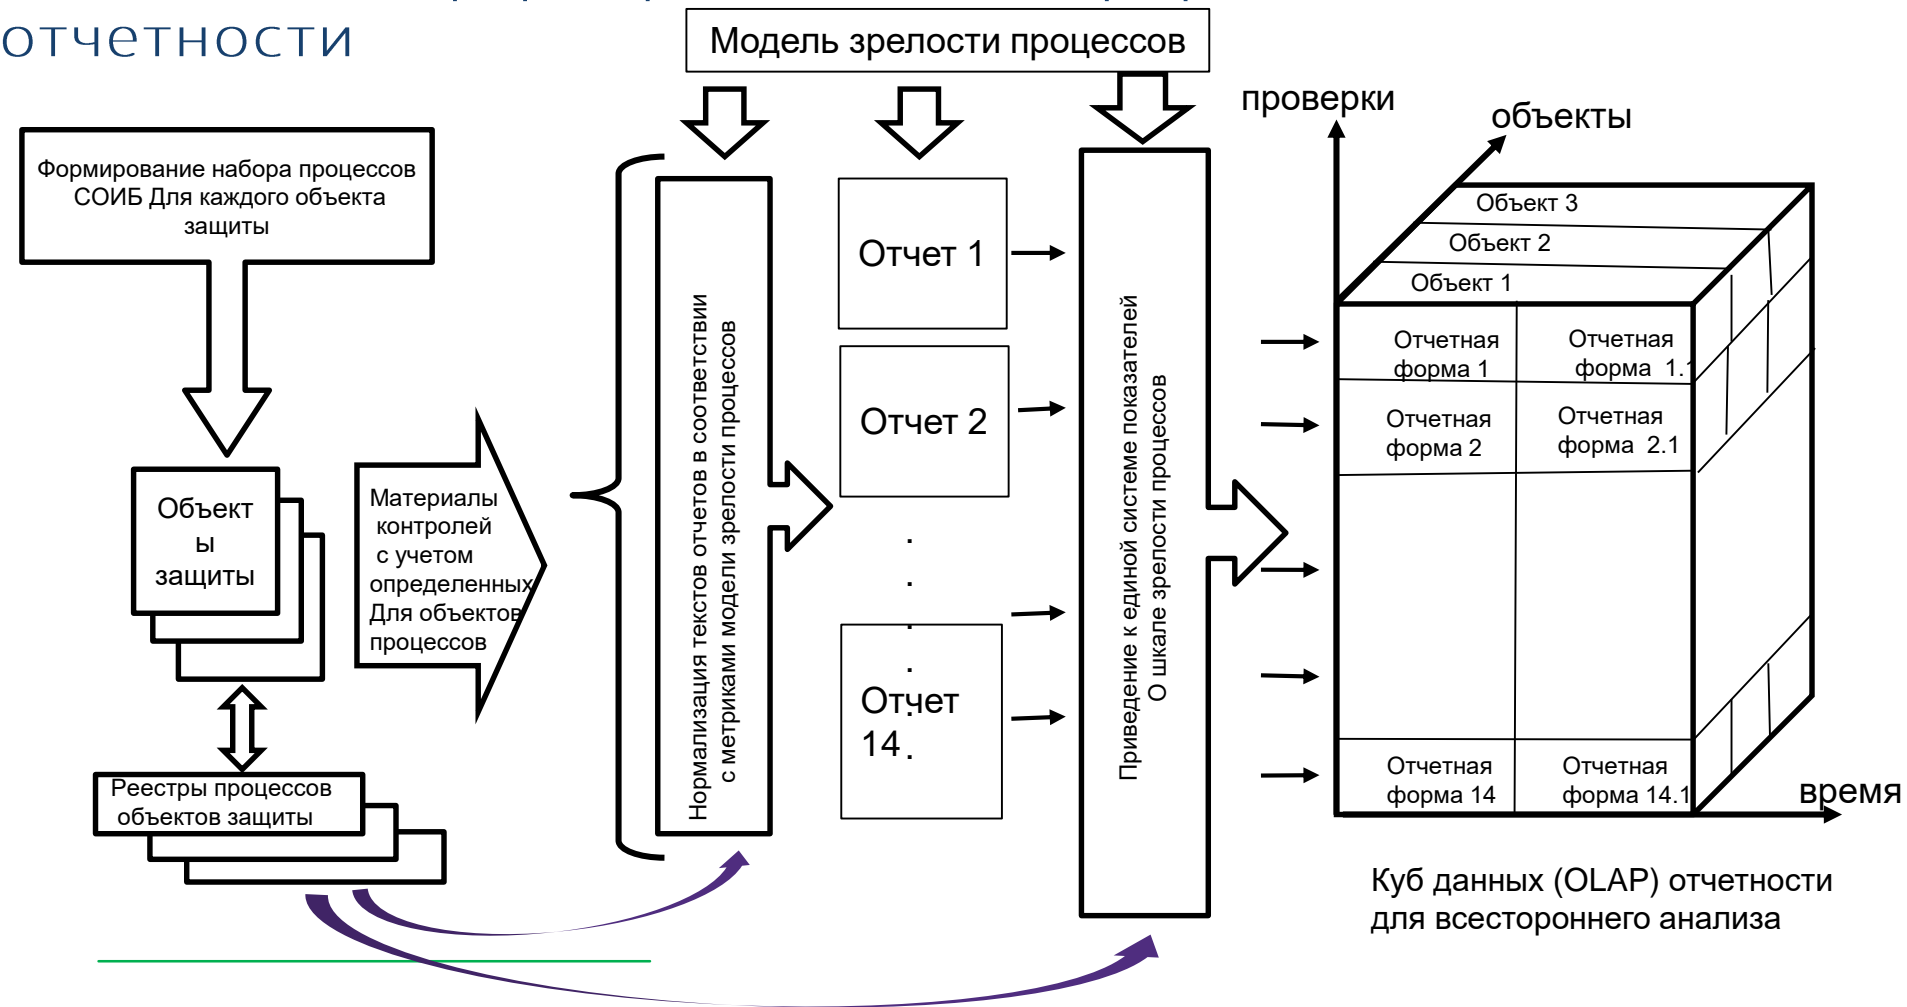 отчетности
Модель зрелости процессов
Формирование набора процессов
СОИБ Для каждого объекта
защиты
Объект
ы
защиты
Реестры процессов
объектов защиты
Материалы
контролей
с учетом
определенных
Для объектов
процессов
Нормализация текстов отчетов в соответствии
с метриками модели зрелости процессов
Отчет 1
Отчет 2
.
.
.
.
.
.
Отчет
14
Приведение к единой системе показателей
О шкале зрелости процессов
проверки
объекты
Объект 3
Объект 2
Объект 1
Отчетная
форма 1
Отчетная
форма 1.1
Отчетная
форма 2
Отчетная
форма 2.1
Отчетная
форма 14
Отчетная
форма 14.1
время
Куб данных (OLAP) отчетности
для всестороннего анализа